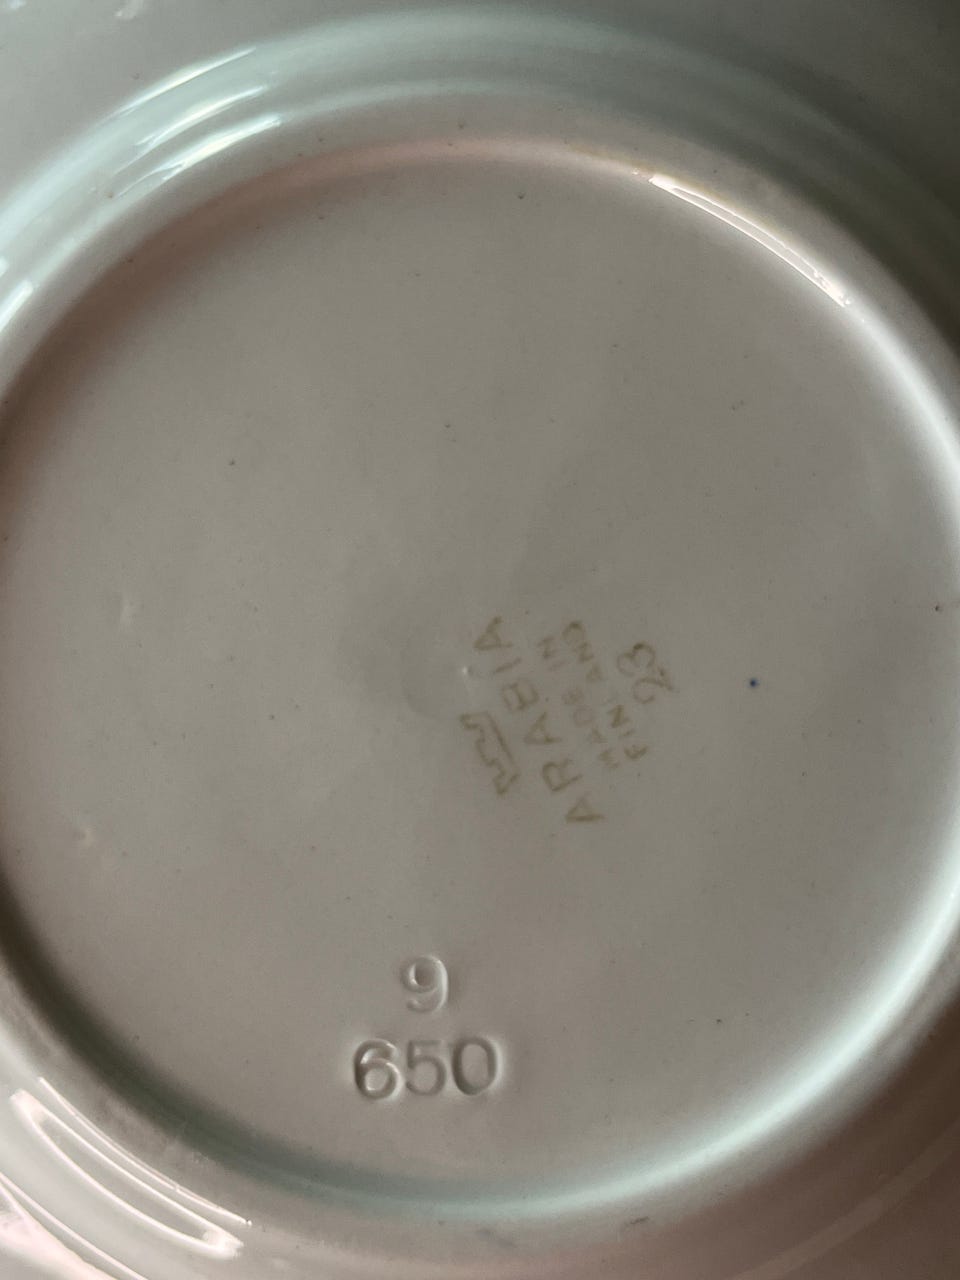 ARABIA
MADE IN
FINLAND
23
9
650